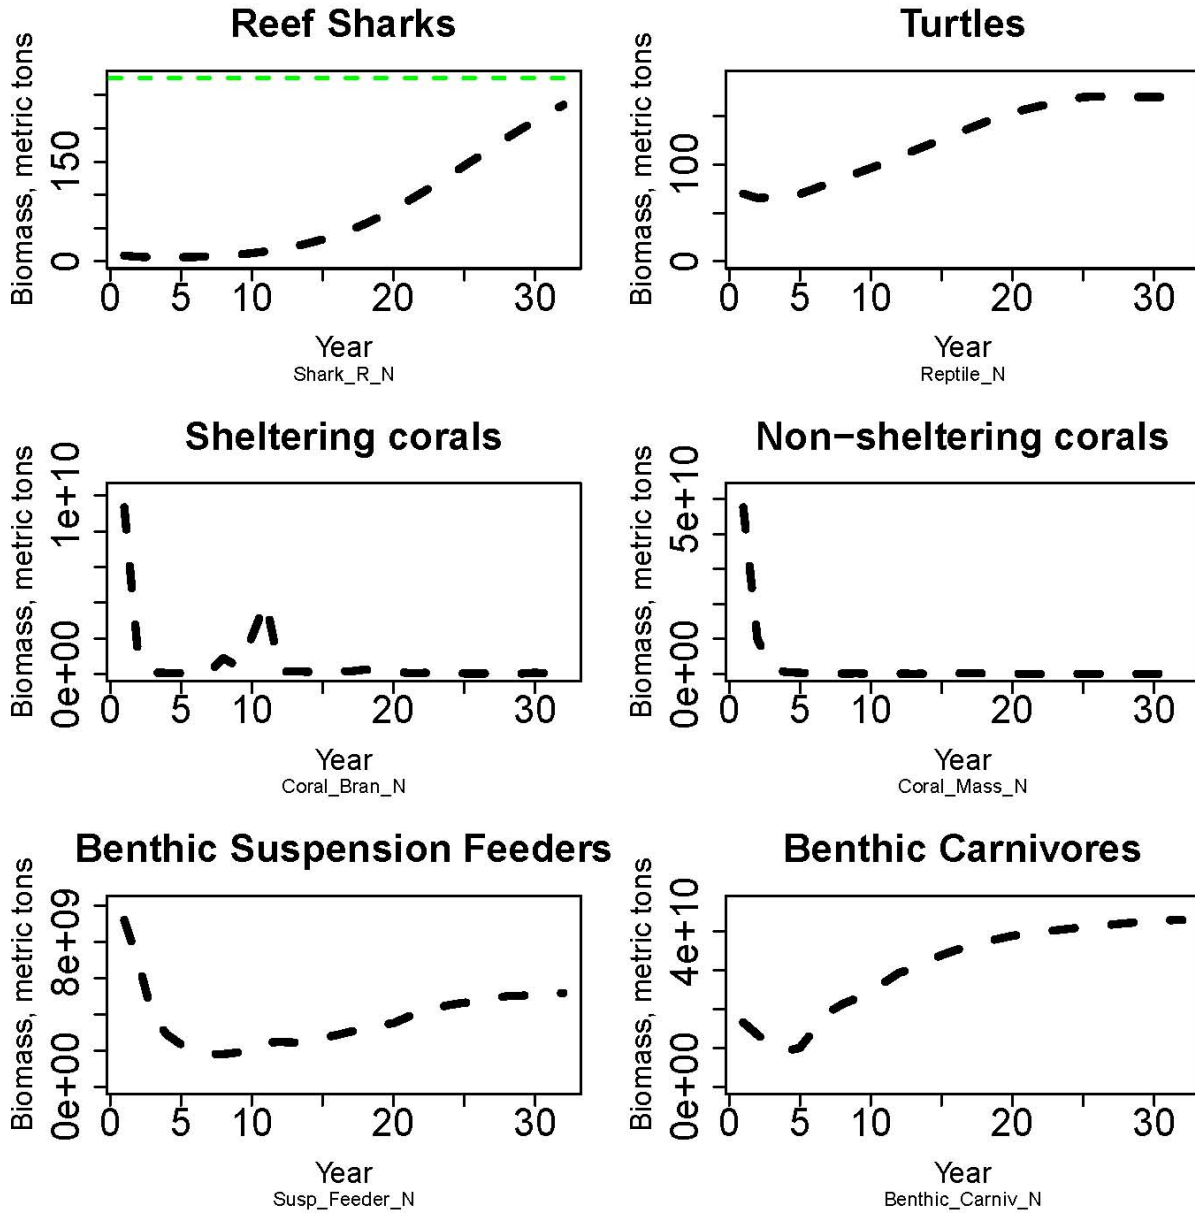 Reef Sharks
Biomass, metric tons
0 150
0 5 10 20 30
Year
Shark_R_N
Turtles
Biomass, metric tons
0 100
0 5 10 20 30
Year
Reptile_N
Sheltering corals
Biomass, metric tons
0e+00 1e+10
0 5 10 20 30
Year
Coral_Bran_N
Non−sheltering corals
Biomass, metric tons
0e+00 5e+10
0 5 10 20 30
Year
Coral_Mass_N
Benthic Suspension Feeders
Biomass, metric tons
0e+00 8e+09
0 5 10 20 30
Year
Susp_Feeder_N
Benthic Carnivores
Biomass, metric tons
0e+00 4e+10
0 5 10 20 30
Year
Benthic_Carniv_N